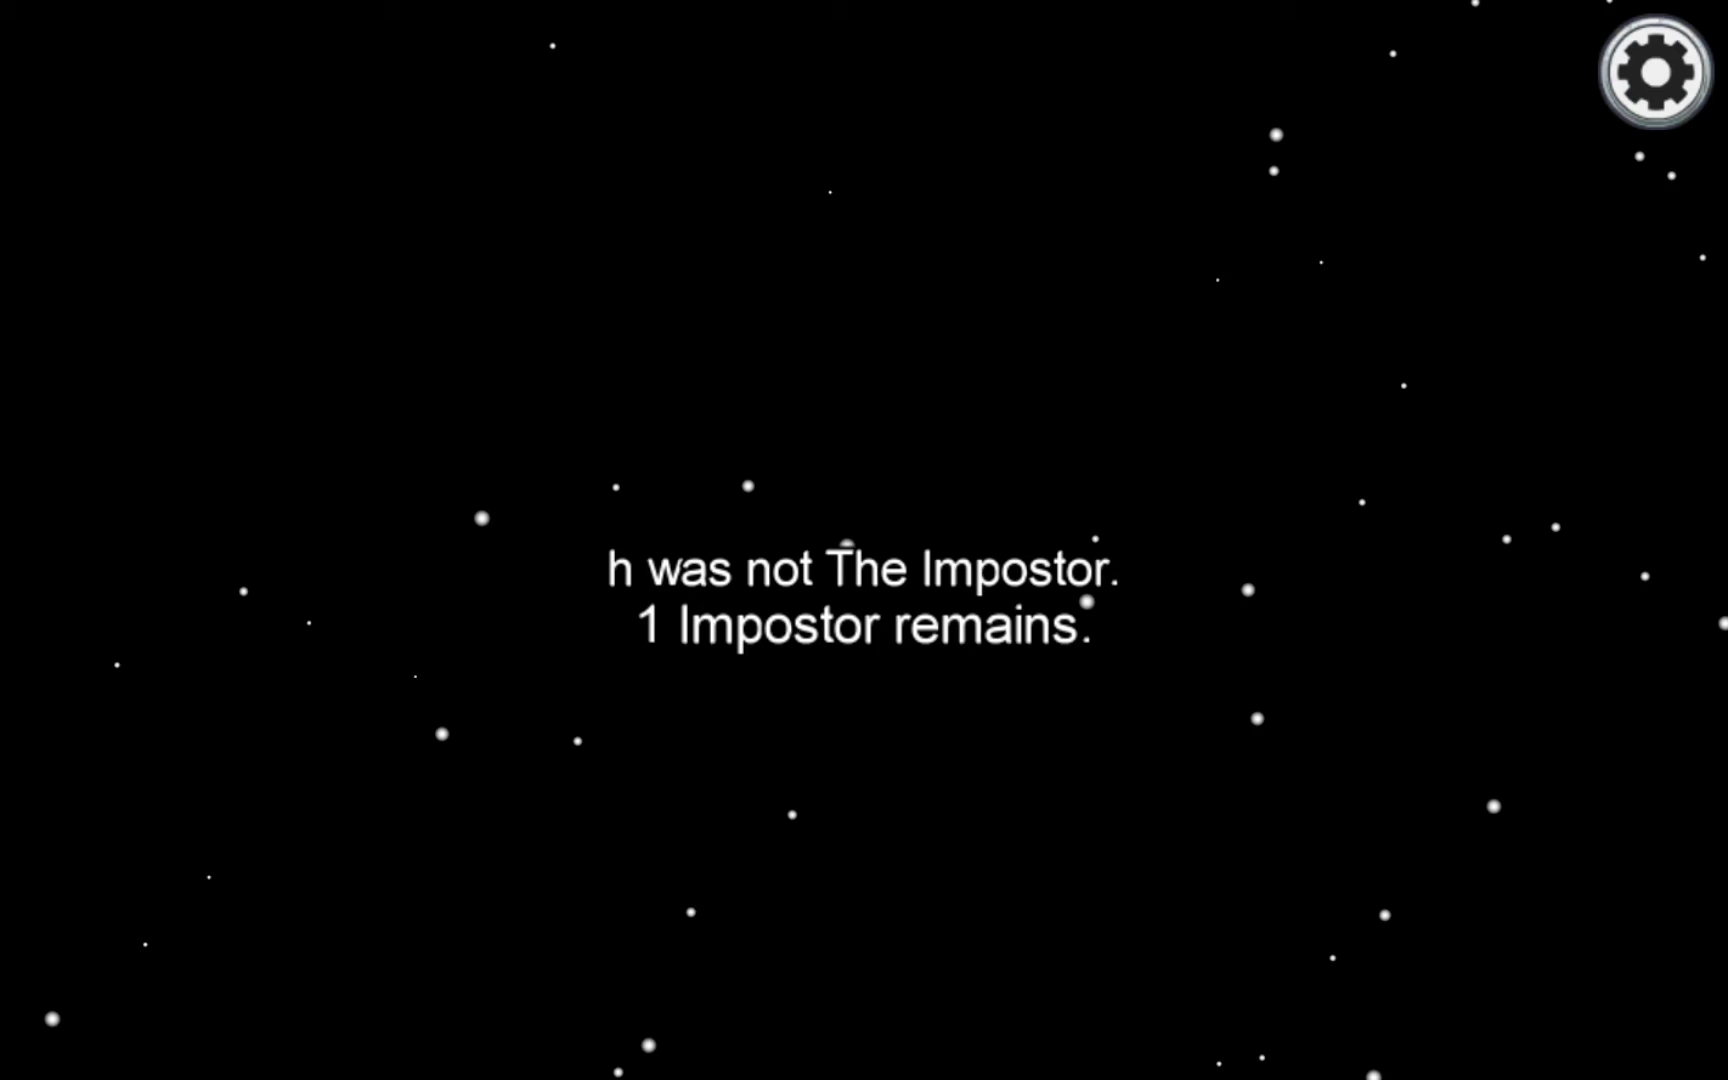 h was not The Impostor.
1 Impostor remains.